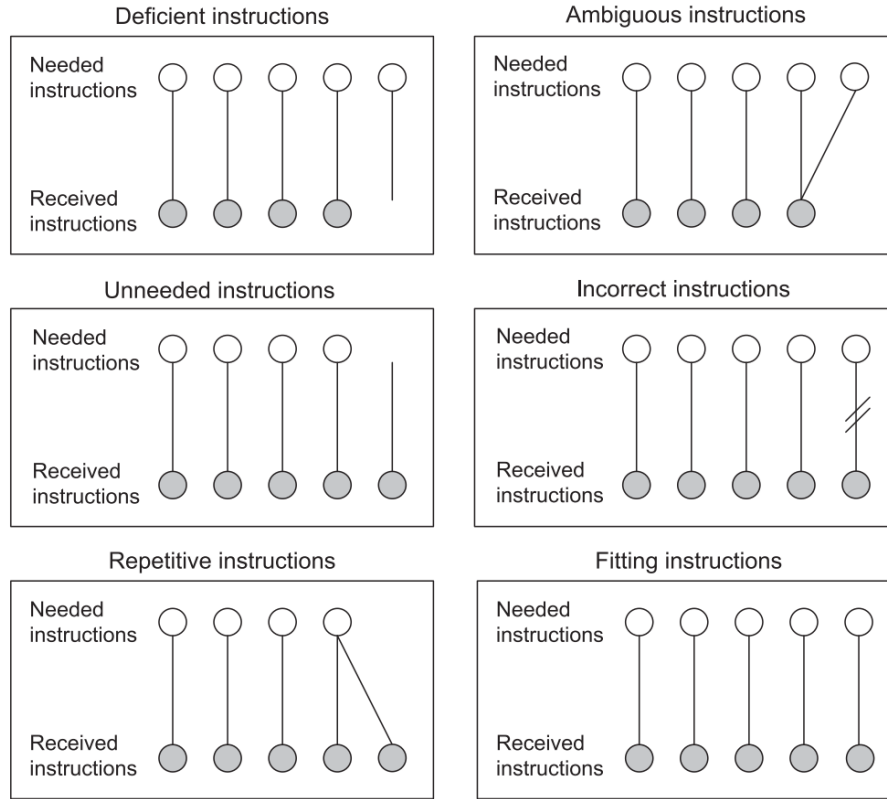 Deficient instructions
Needed
instructions
Received
instructions
Ambiguous instructions
Needed
instructions
Received
instructions
Unneeded instructions
Needed
instructions
Received
instructions
Incorrect instructions
Needed
instructions
Received
instructions
Repetitive instructions
Needed
instructions
Received
instructions
Fitting instructions
Needed
instructions
Received
instructions